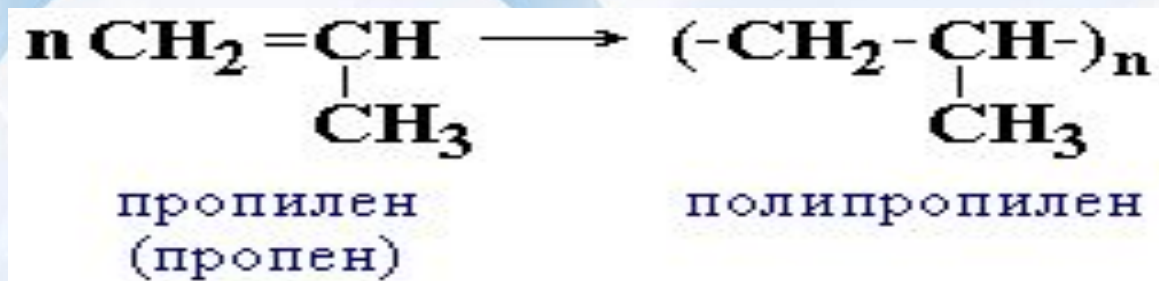 n CH₂=CH ⟶ (-CH₂-CH-)ₙ
CH₃ CH₃
пропилен полипропилен
(пропен)